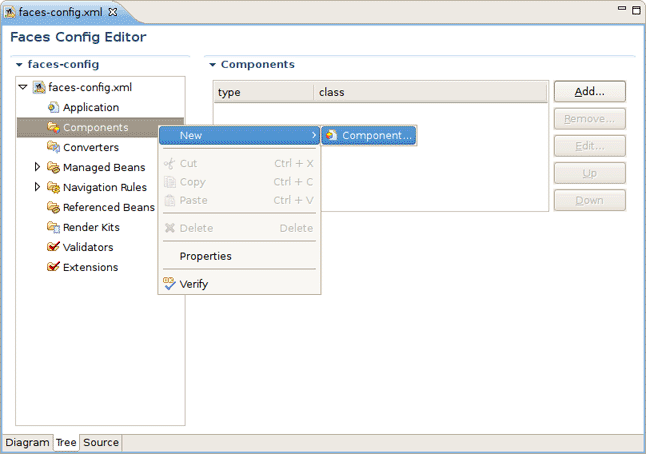 faces-config.xml
Faces Config Editor
faces-config
faces-config.xml
Application
Components
Converters
Managed Beans
Navigation Rules
Referenced Beans
Render Kits
Validators
Extensions
Components
type class
Add...
Remove...
Edit...
Up
Down
New
Component...
Cut Ctrl + X
Copy Ctrl + C
Paste Ctrl + V
Delete Delete
Properties
Verify
Diagram Tree Source